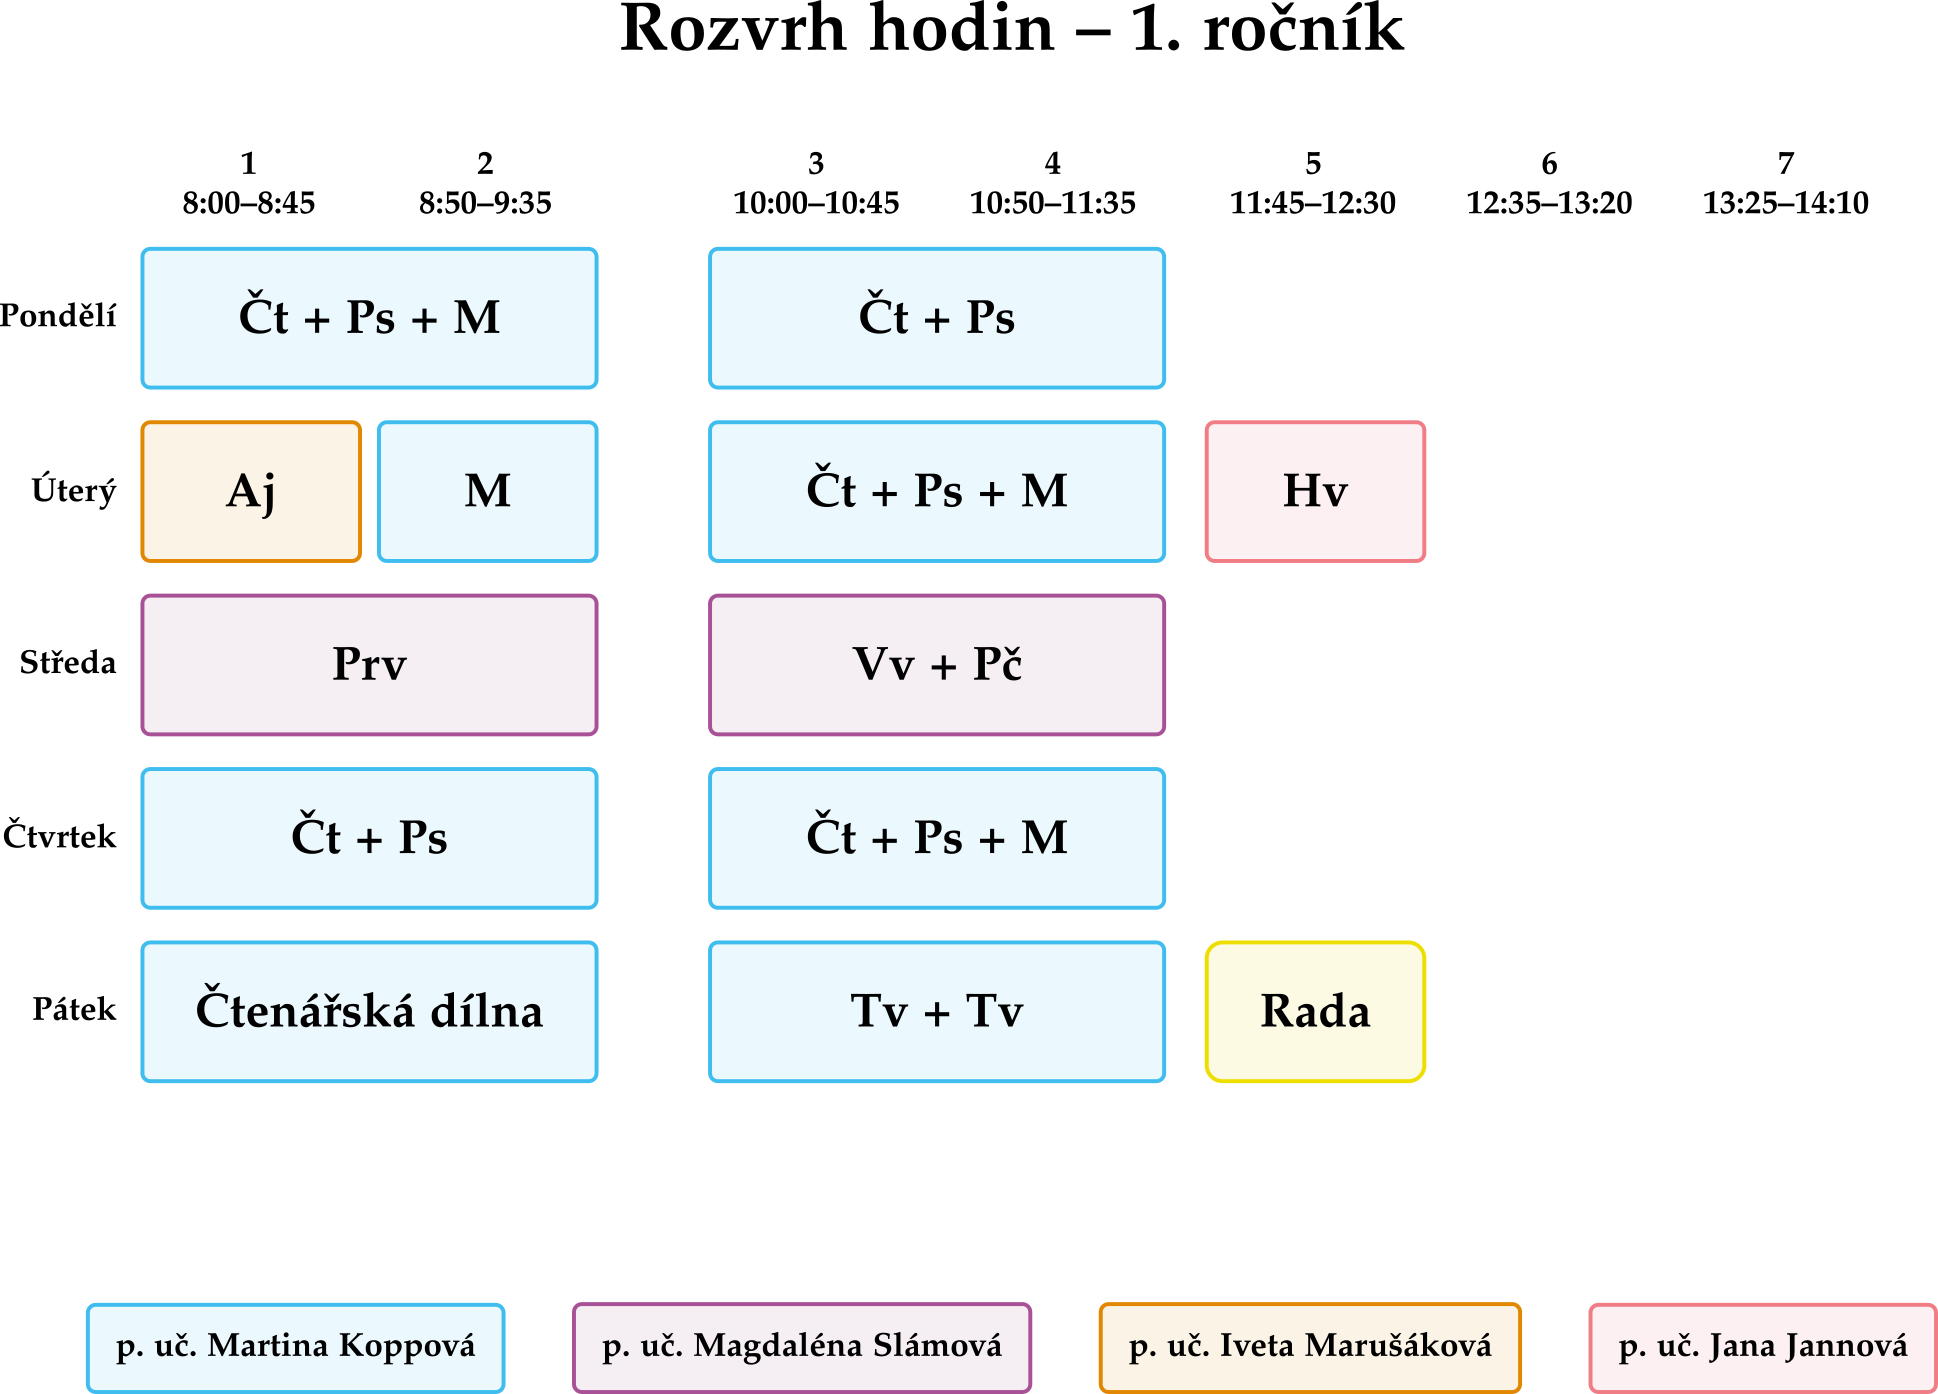 Rozvrh hodin – 1. ročník
1 2 3 4 5 6 7
8:00–8:45 8:50–9:35 10:00–10:45 10:50–11:35 11:45–12:30 12:35–13:20 13:25–14:10
Pondělí Čt + Ps + M Čt + Ps
Úterý Aj M Čt + Ps + M Hv
Středa Prv Vv + Pč
Čtvrtek Čt + Ps Čt + Ps + M
Pátek Čtenářská dílna Tv + Tv Rada
p. uč. Martina Koppová p. uč. Magdaléna Slámová p. uč. Iveta Marušáková p. uč. Jana Jannová